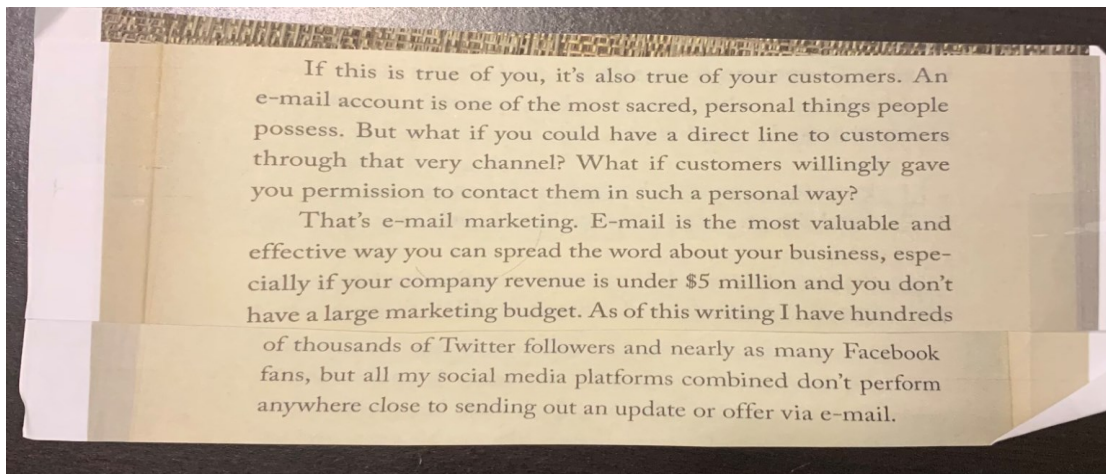 If this is true of you, it's also true of your customers. An
e-mail account is one of the most sacred, personal things people
possess. But what if you could have a direct line to customers
through that very channel? What if customers willingly gave
you permission to contact them in such a personal way?
That's e-mail marketing. E-mail is the most valuable and
effective way you can spread the word about your business, espe-
cially if your company revenue is under $5 million and you don't
have a large marketing budget. As of this writing I have hundreds
of thousands of Twitter followers and nearly as many Facebook
fans, but all my social media platforms combined don't perform
anywhere close to sending out an update or offer via e-mail.